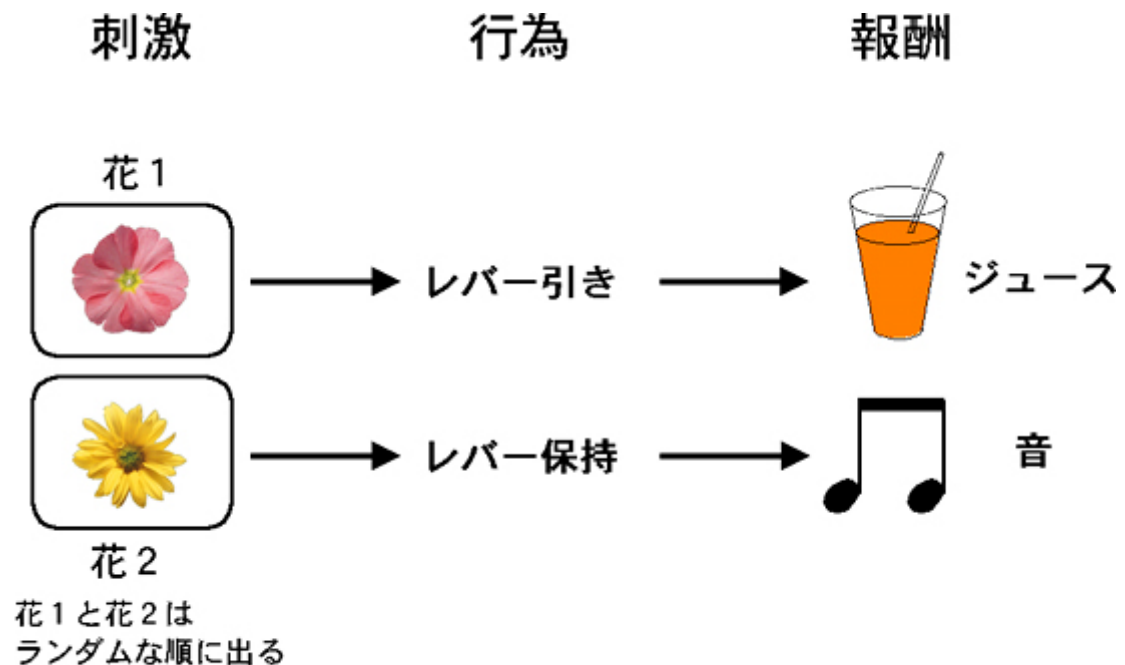 刺激
行為
報酬
花1
レバー引き
ジュース
レバー保持
音
花2
花1と花2は
ランダムな順に出る